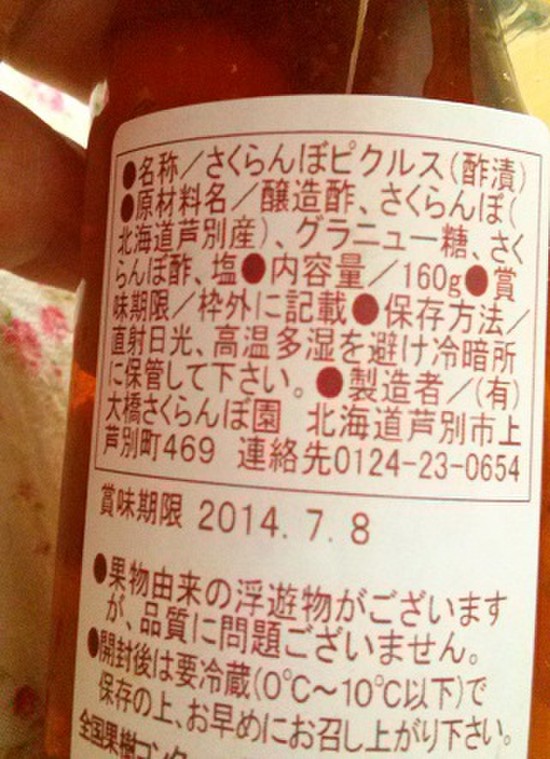 ●名称/さくらんぼピクルス(酢漬)
●原材料名/醸造酢、さくらんぼ(
北海道芦別産)、グラニュー糖、さく
らんぼ酢、塩●内容量/160g●賞
味期限/枠外に記載●保存方法/
直射日光、高温多湿を避け冷暗所
に保管して下さい。●製造者/(有)
大橋さくらんぼ園 北海道芦別市上
芦別町469 連絡先0124-23-0654
賞味期限 2014.7.8
●果物由来の浮遊物がございます
が、品質に問題ございません。
●開封後は要冷蔵(0℃～10℃以下)で
保存の上、お早めにお召し上がり下さい。
全国果樹コンク